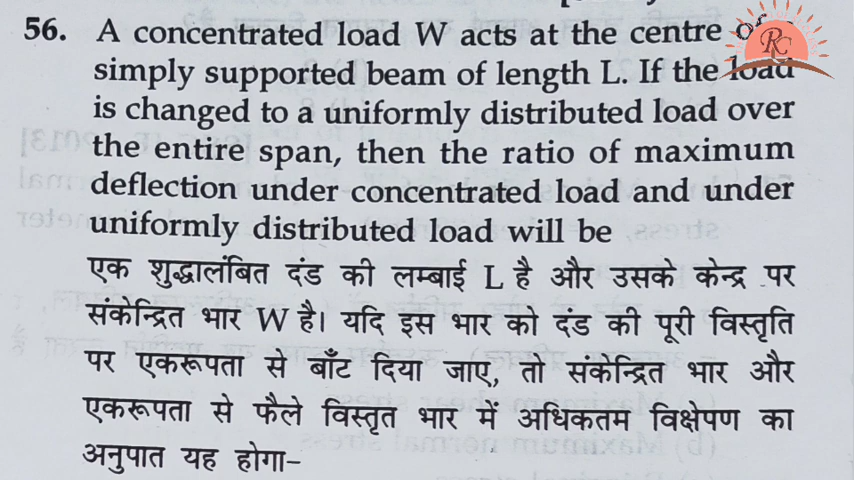 56. A concentrated load W acts at the centre of
simply supported beam of length L. If the load
is changed to a uniformly distributed load over
the entire span, then the ratio of maximum
deflection under concentrated load and under
uniformly distributed load will be
एक शुद्धालंबित दंड की लम्बाई L है और उसके केन्द्र पर
संकेन्द्रित भार W है। यदि इस भार को दंड की पूरी विस्तृति
पर एकरूपता से बाँट दिया जाए, तो संकेन्द्रित भार और
एकरूपता से फैले विस्तृत भार में अधिकतम विक्षेपण का
अनुपात यह होगा-
RC